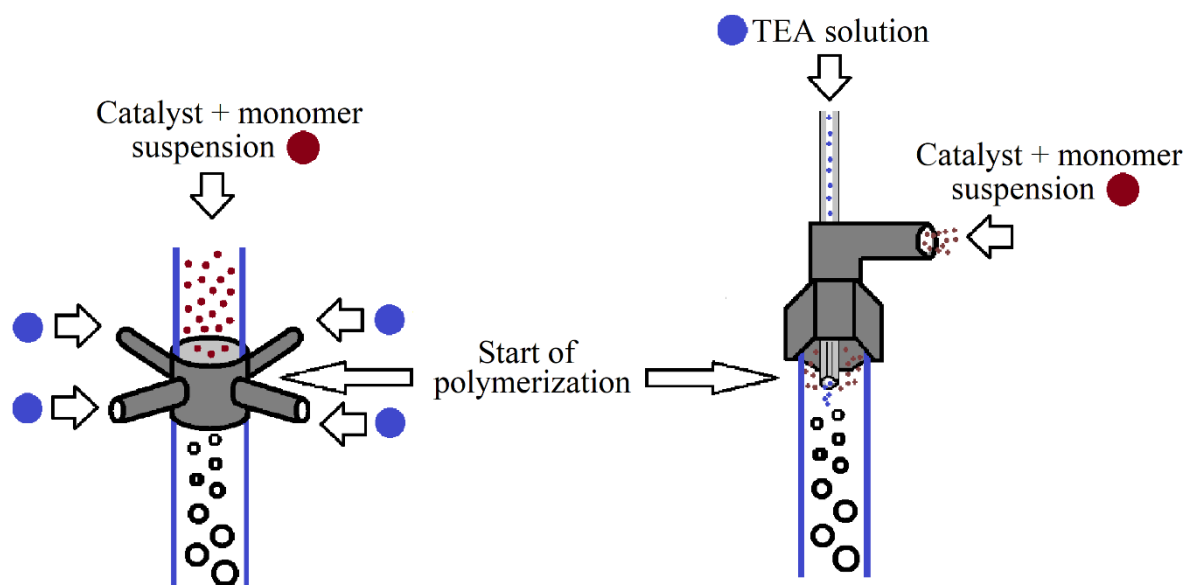 TEA solution
Catalyst + monomer
suspension
Catalyst + monomer
suspension
Start of
polymerization